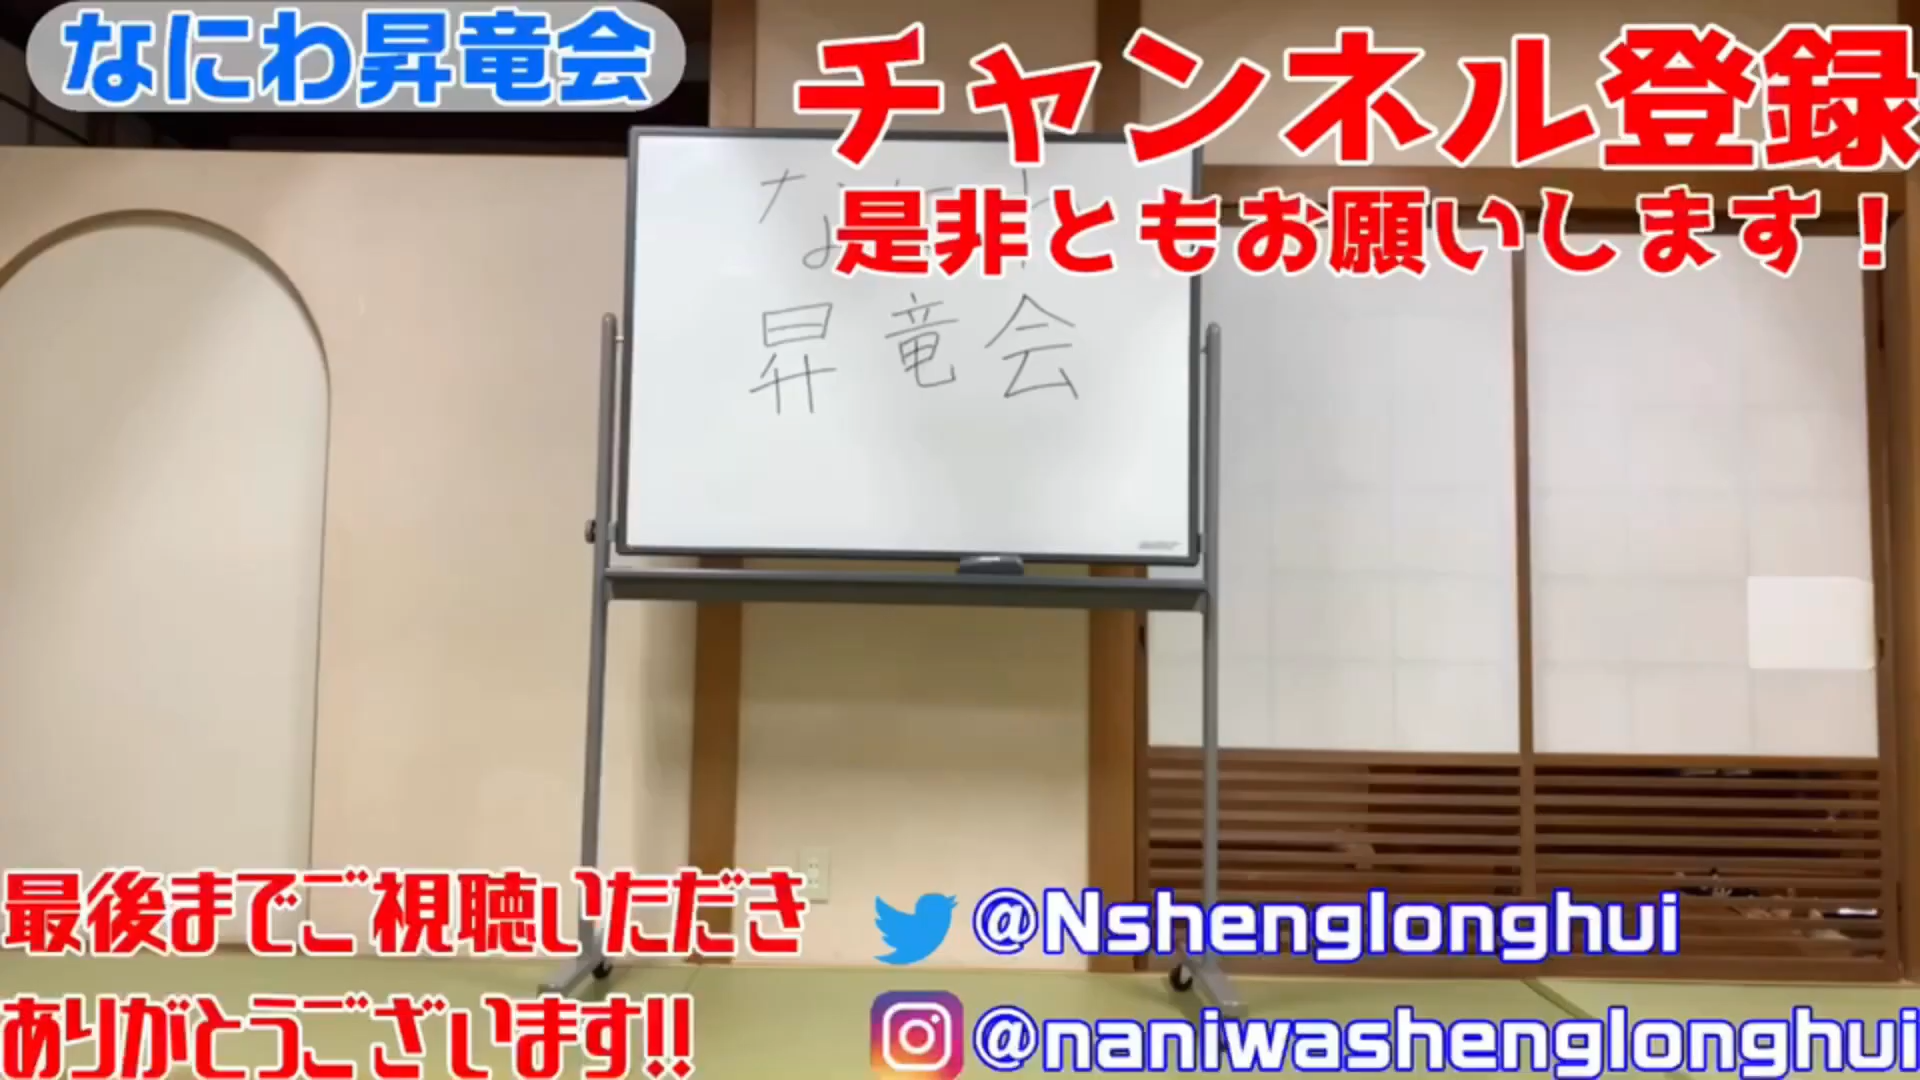 なにわ昇竜会
チャンネル登録
是非ともお願いします！
昇竜会
最後までご視聴いただき
ありがとうございます!!
@Nshenglonghui
@naniwashenglonghui